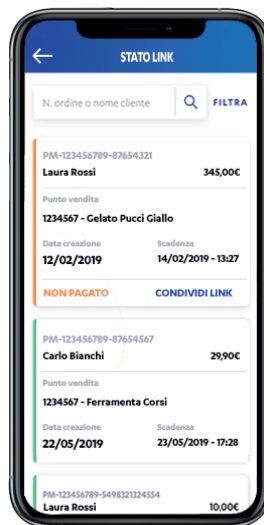 STATO LINK
N. ordine o nome cliente FILTRA
PM-123456789-87654321
Laura Rossi 345,00€
Punto vendita
1234567 - Gelato Pucci Giallo
Data creazione Scadenza
12/02/2019 14/02/2019 - 13:27
NON PAGATO CONDIVIDI LINK
PM-123456789-87654567
Carlo Bianchi 29,90€
Punto vendita
1234567 - Ferramenta Corsi
Data creazione Scadenza
22/05/2019 23/05/2019 - 17:28
PM-123456789-5498321324554
Laura Rossi 10,00€